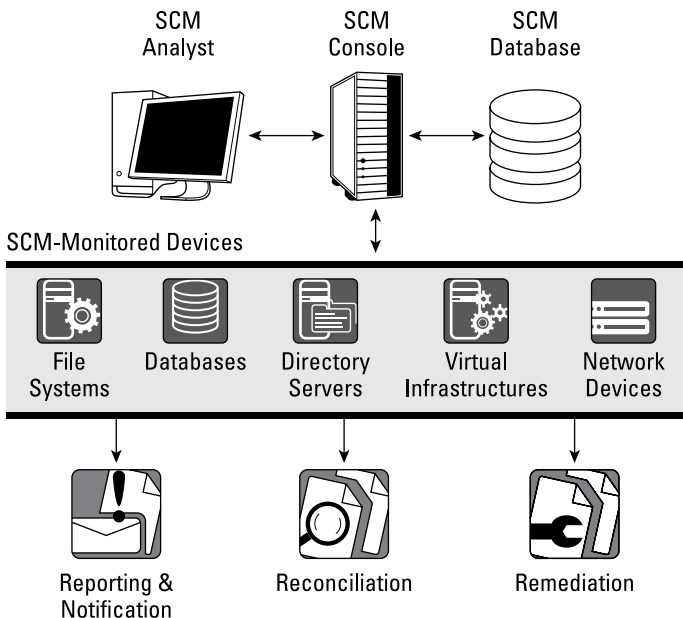 SCM
Analyst
SCM
Console
SCM
Database
SCM-Monitored Devices
File
Systems
Databases
Directory
Servers
Virtual
Infrastructures
Network
Devices
Reporting &
Notification
Reconciliation
Remediation